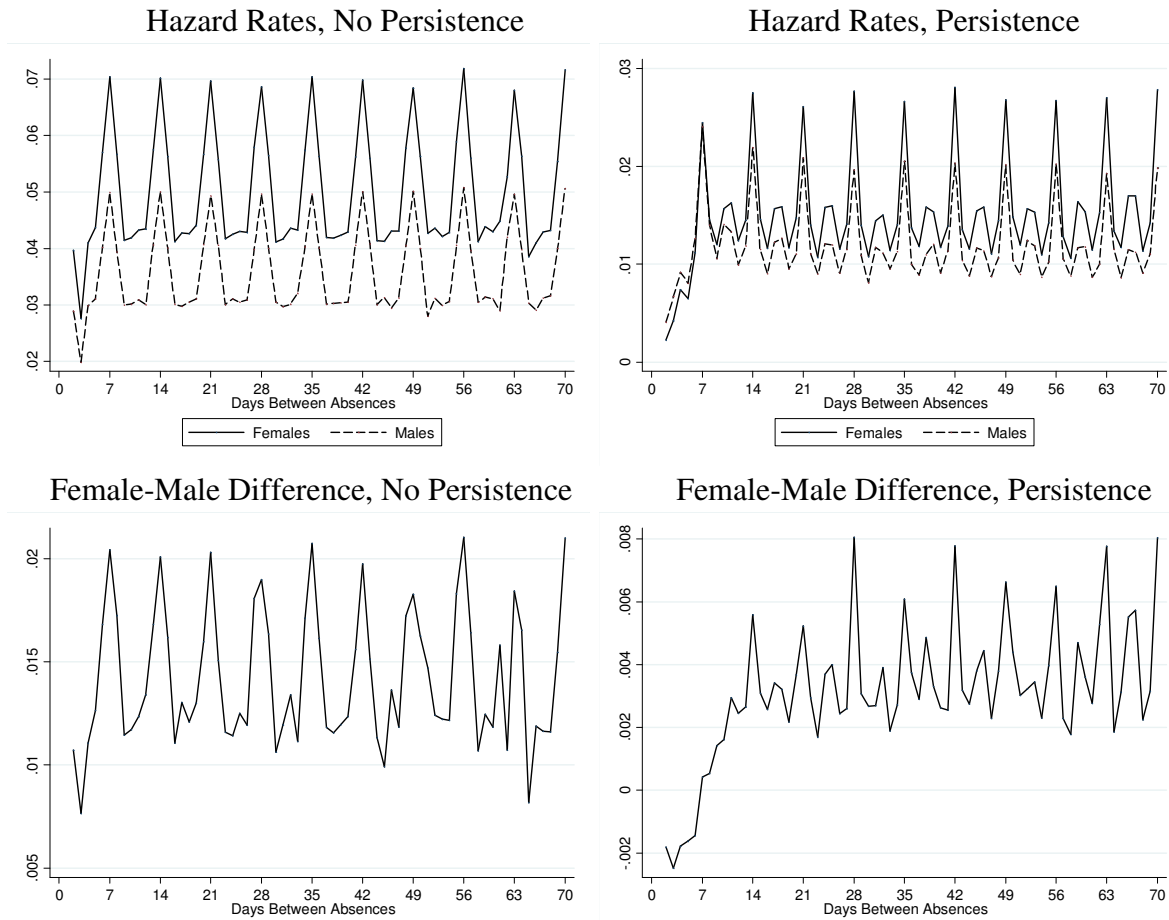 Hazard Rates, No Persistence
.07
.06
.05
.04
.03
.02
0 7 14 21 28 35 42 49 56 63 70
Days Between Absences
Females Males
Hazard Rates, Persistence
.03
.02
.01
0
0 7 14 21 28 35 42 49 56 63 70
Days Between Absences
Females Males
Female-Male Difference, No Persistence
.02
.015
.01
.005
0 7 14 21 28 35 42 49 56 63 70
Days Between Absences
Female-Male Difference, Persistence
.008
.006
.004
.002
0
-.002
0 7 14 21 28 35 42 49 56 63 70
Days Between Absences